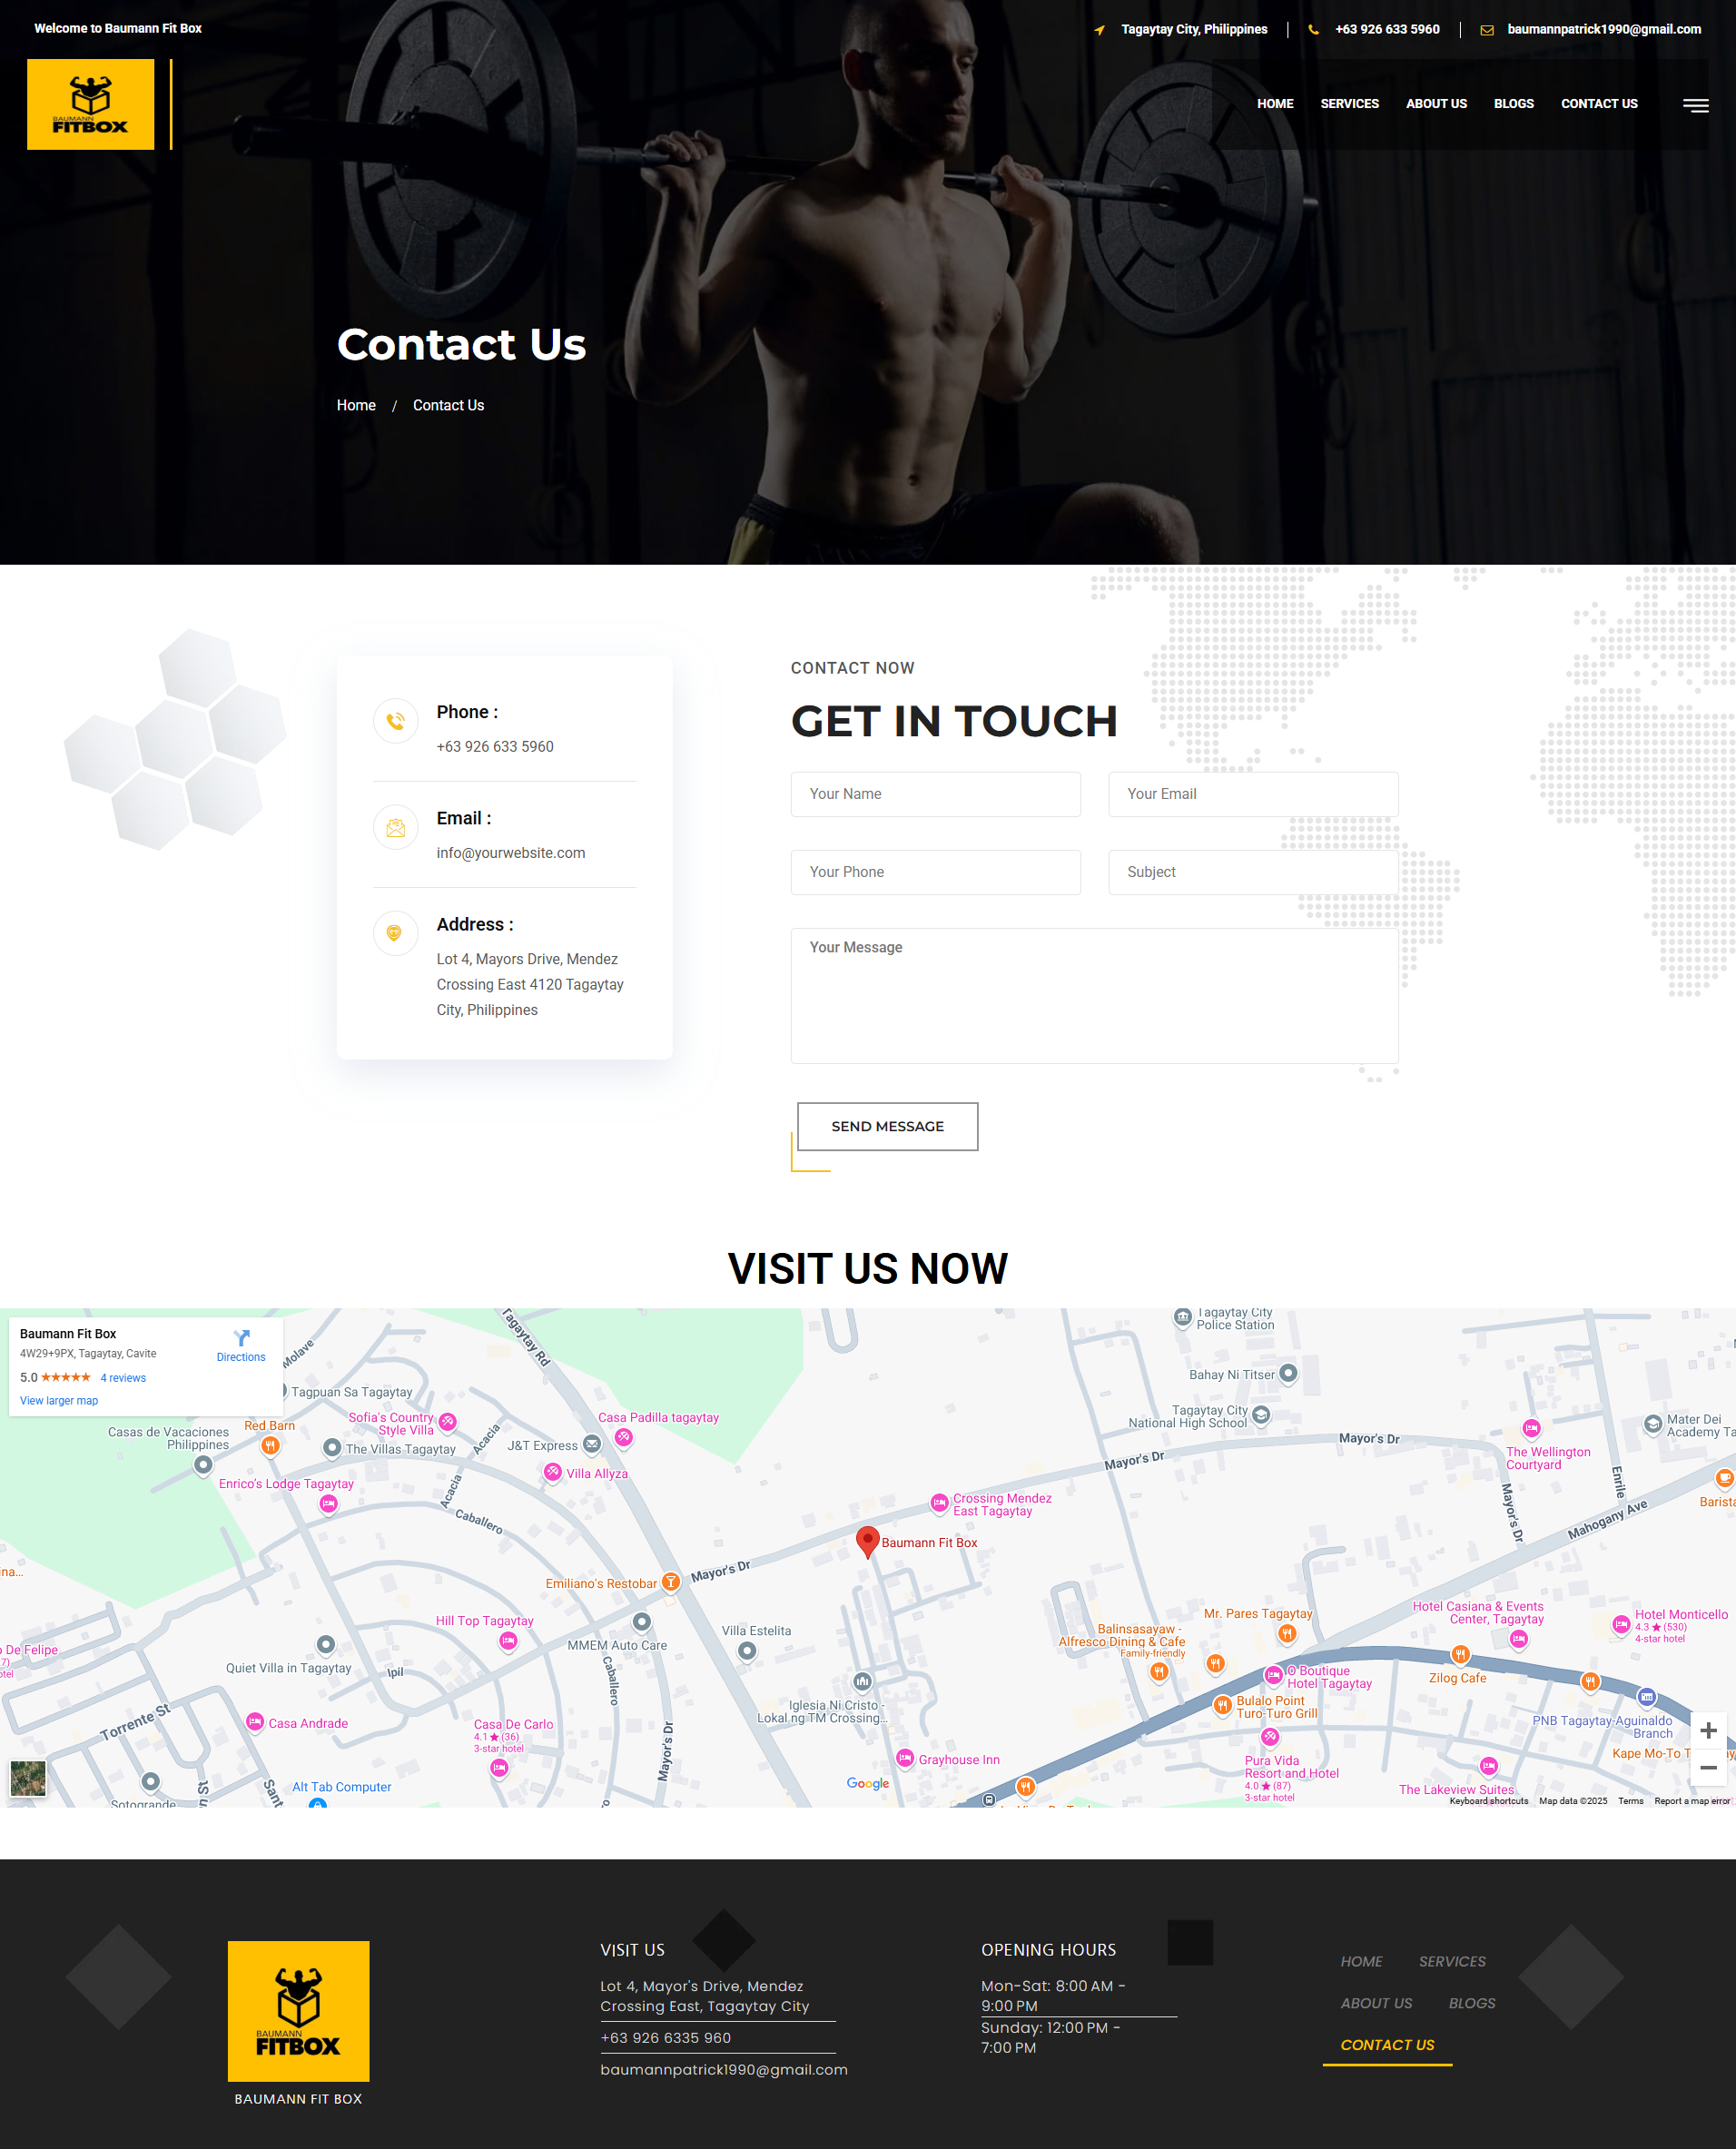 Welcome to Baumann Fit Box
Tagaytay City, Philippines
+63 926 633 5960
baumannpatrick1990@gmail.com
BAUMANN
FITBOX
HOME
SERVICES
ABOUT US
BLOGS
CONTACT US
Contact Us
Home / Contact Us
Phone :
+63 926 633 5960
Email :
info@yourwebsite.com
Address :
Lot 4, Mayors Drive, Mendez
Crossing East 4120 Tagaytay
City, Philippines
CONTACT NOW
GET IN TOUCH
Your Name
Your Email
Your Phone
Subject
Your Message
SEND MESSAGE
VISIT US NOW
Baumann Fit Box
4W29+9PX, Tagaytay, Cavite
5.0
4 reviews
View larger map
Directions
Molave
Tagaytay Rd
Tagaytay City
Police Station
Bahay Ni Titser
Tagpuan Sa Tagaytay
Casas de Vacaciones
Philippines
Red Barn
Sofia's Country
Style Villa
The Villas Tagaytay
Acacia
J&T Express
Casa Padilla tagaytay
Villa Allyza
Tagaytay City
National High School
Mayor's Dr
Mayor's Dr
The Wellington
Courtyard
Mater Dei
Academy Ta
Enrico's Lodge Tagaytay
Acacia
Caballero
Crossing Mendez
East Tagaytay
Baumann Fit Box
Mayor's Dr
Enrile
Mahogany Ave
Barista
na...
Emiliano's Restobar
Mayor's Dr
Hill Top Tagaytay
MMEM Auto Care
Villa Estelita
Mr. Pares Tagaytay
Balinsasayaw -
Alfresco Dining & Cafe
Family-friendly
Hotel Casiana & Events
Center, Tagaytay
Hotel Monticello
4.3 ★ (530)
4-star hotel
o De Felipe
7)
otel
Quiet Villa in Tagaytay
Ipil
Caballero
O Boutique
Hotel Tagaytay
Zilog Cafe
Iglesia Ni Cristo -
Lokal ng TM Crossing...
Bulalo Point
Turo-Turo Grill
PNB Tagaytay-Aguinaldo
Branch
Torrente St
Casa Andrade
Casa De Carlo
4.1 ★ (36)
3-star hotel
Mayor's Dr
Grayhouse Inn
Pura Vida
Resort and Hotel
4.0 ★ (87)
3-star hotel
Kape Mo-To T
The Lakeview Suites
Alt Tab Computer
Sotogrande
n St
Sant
Google
Keyboard shortcuts
Map data ©2025
Terms
Report a map error
BAUMANN
FITBOX
BAUMANN FIT BOX
VISIT US
Lot 4, Mayor's Drive, Mendez
Crossing East, Tagaytay City
+63 926 6335 960
baumannpatrick1990@gmail.com
OPENING HOURS
Mon-Sat: 8:00 AM -
9:00 PM
Sunday: 12:00 PM -
7:00 PM
HOME
SERVICES
ABOUT US
BLOGS
CONTACT US